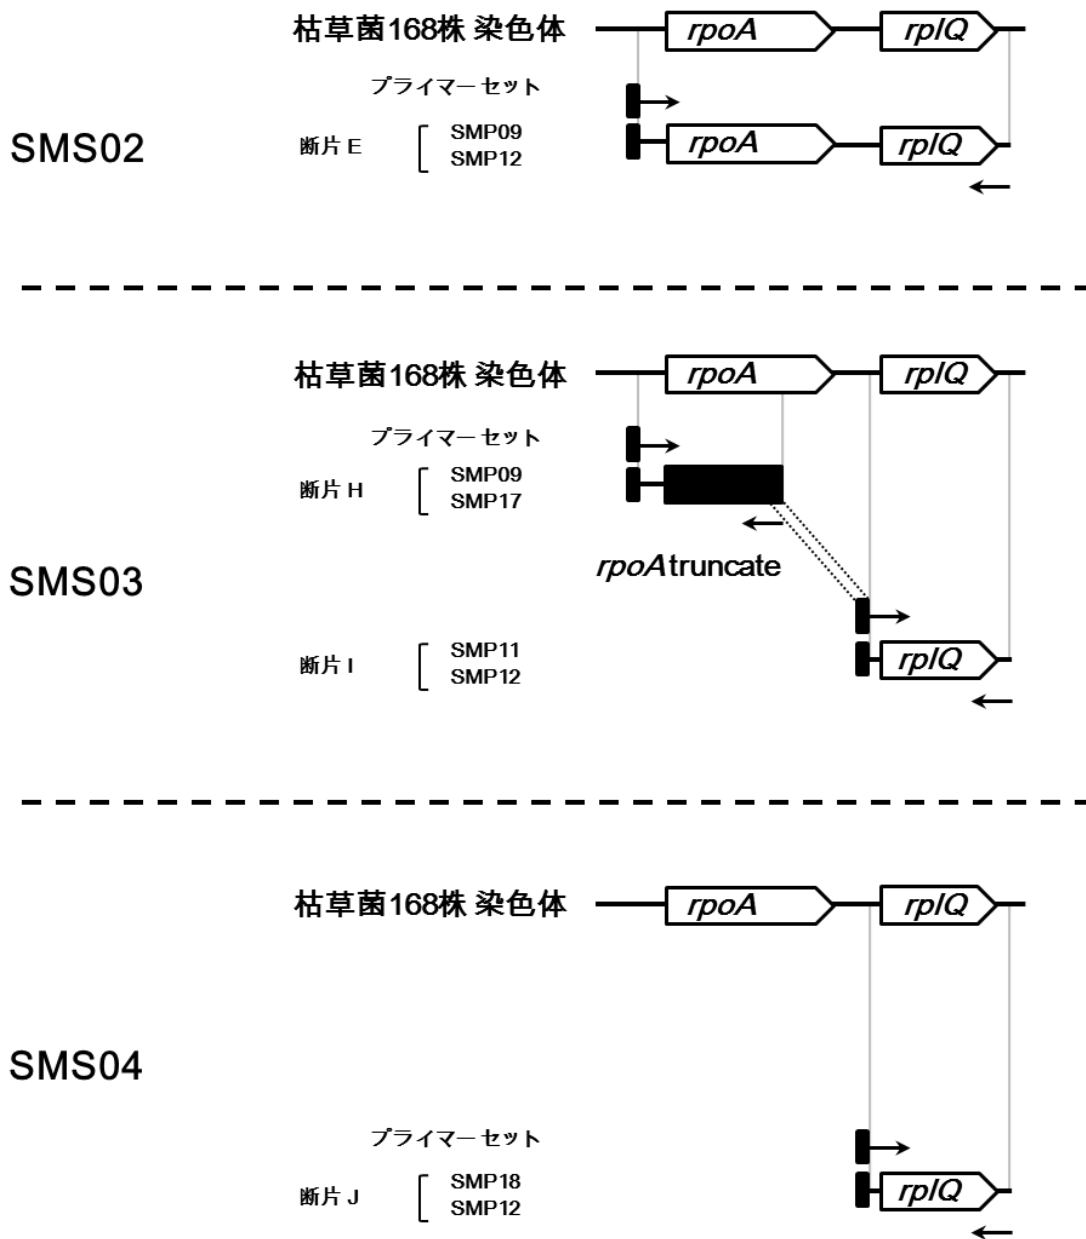 枯草菌168株 染色体 rpoA rplQ
プライマーセット
SMS02
断片 E SMP09 rpoA rplQ
SMP12
枯草菌168株 染色体 rpoA rplQ
プライマーセット
断片 H SMP09
SMP17
rpoA truncate
SMS03
断片 I SMP11 rplQ
SMP12
枯草菌168株 染色体 rpoA rplQ
SMS04
プライマーセット
断片 J SMP18 rplQ
SMP12